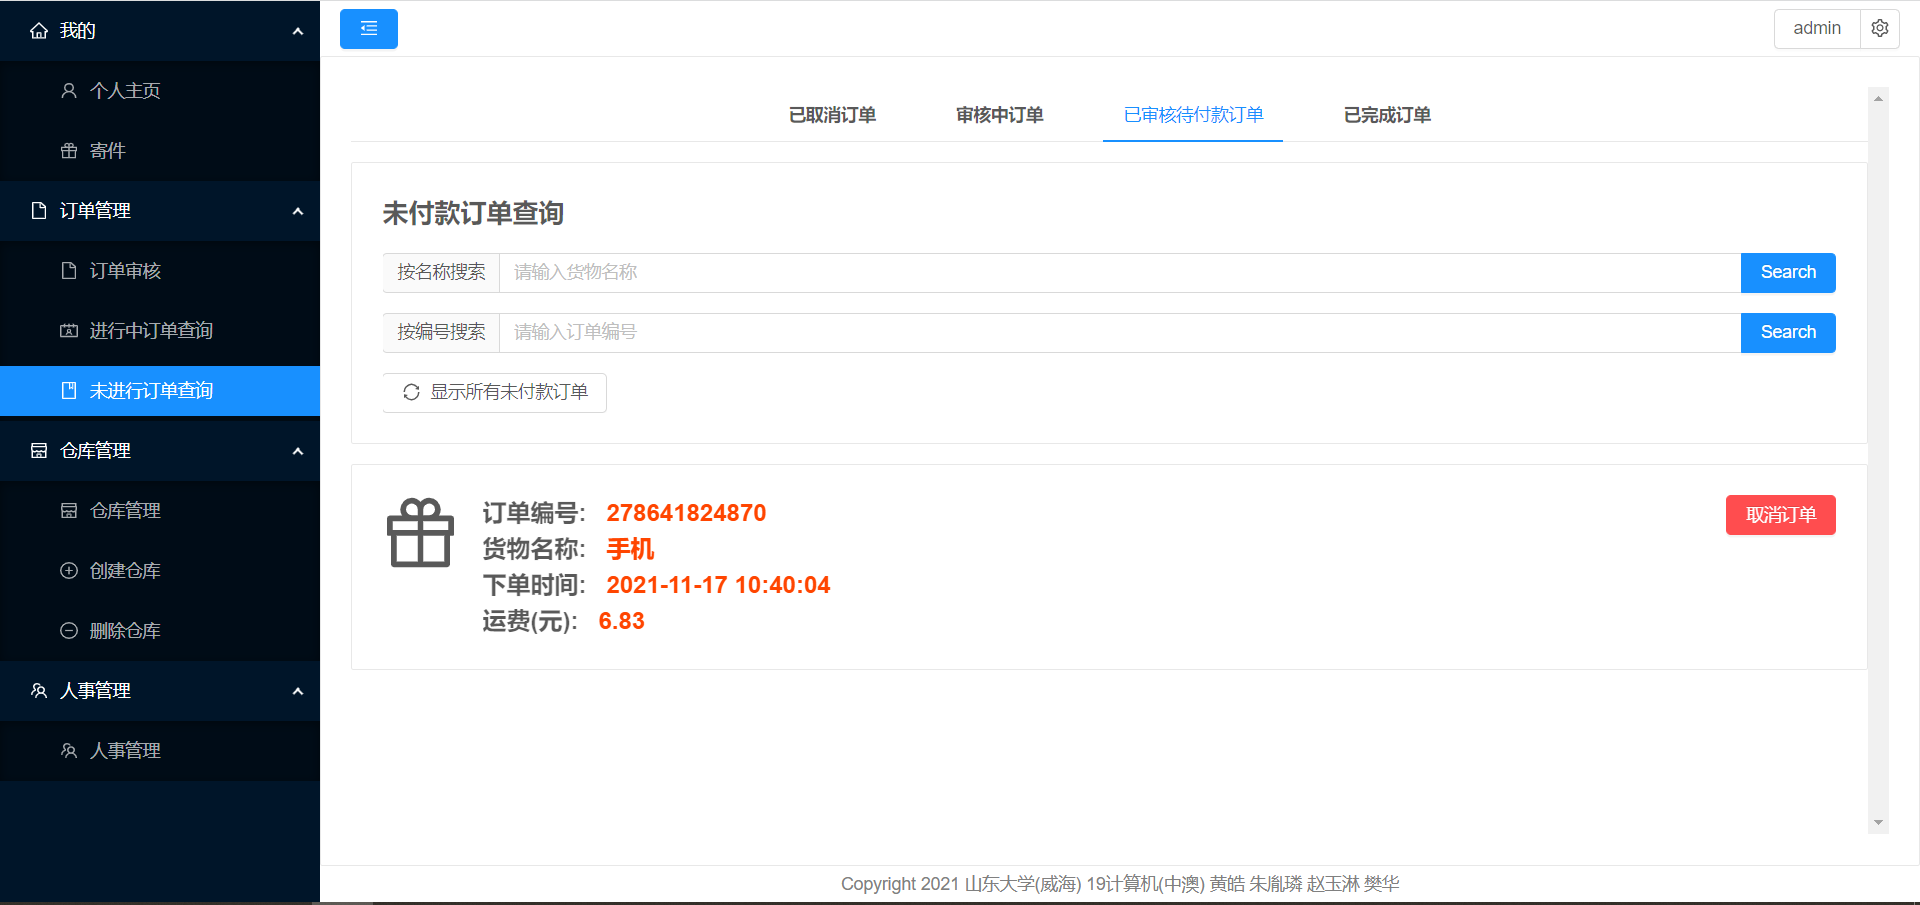 我的
个人主页
寄件
订单管理
订单审核
进行中订单查询
未进行订单查询
仓库管理
仓库管理
创建仓库
删除仓库
人事管理
人事管理
admin
已取消订单 审核中订单 已审核待付款订单 已完成订单
未付款订单查询
按名称搜索 请输入货物名称 Search
按编号搜索 请输入订单编号 Search
显示所有未付款订单
订单编号: 278641824870
取消订单
货物名称: 手机
下单时间: 2021-11-17 10:40:04
运费(元): 6.83
Copyright 2021 山东大学(威海) 19计算机(中澳) 黄皓 朱胤璘 赵玉淋 樊华